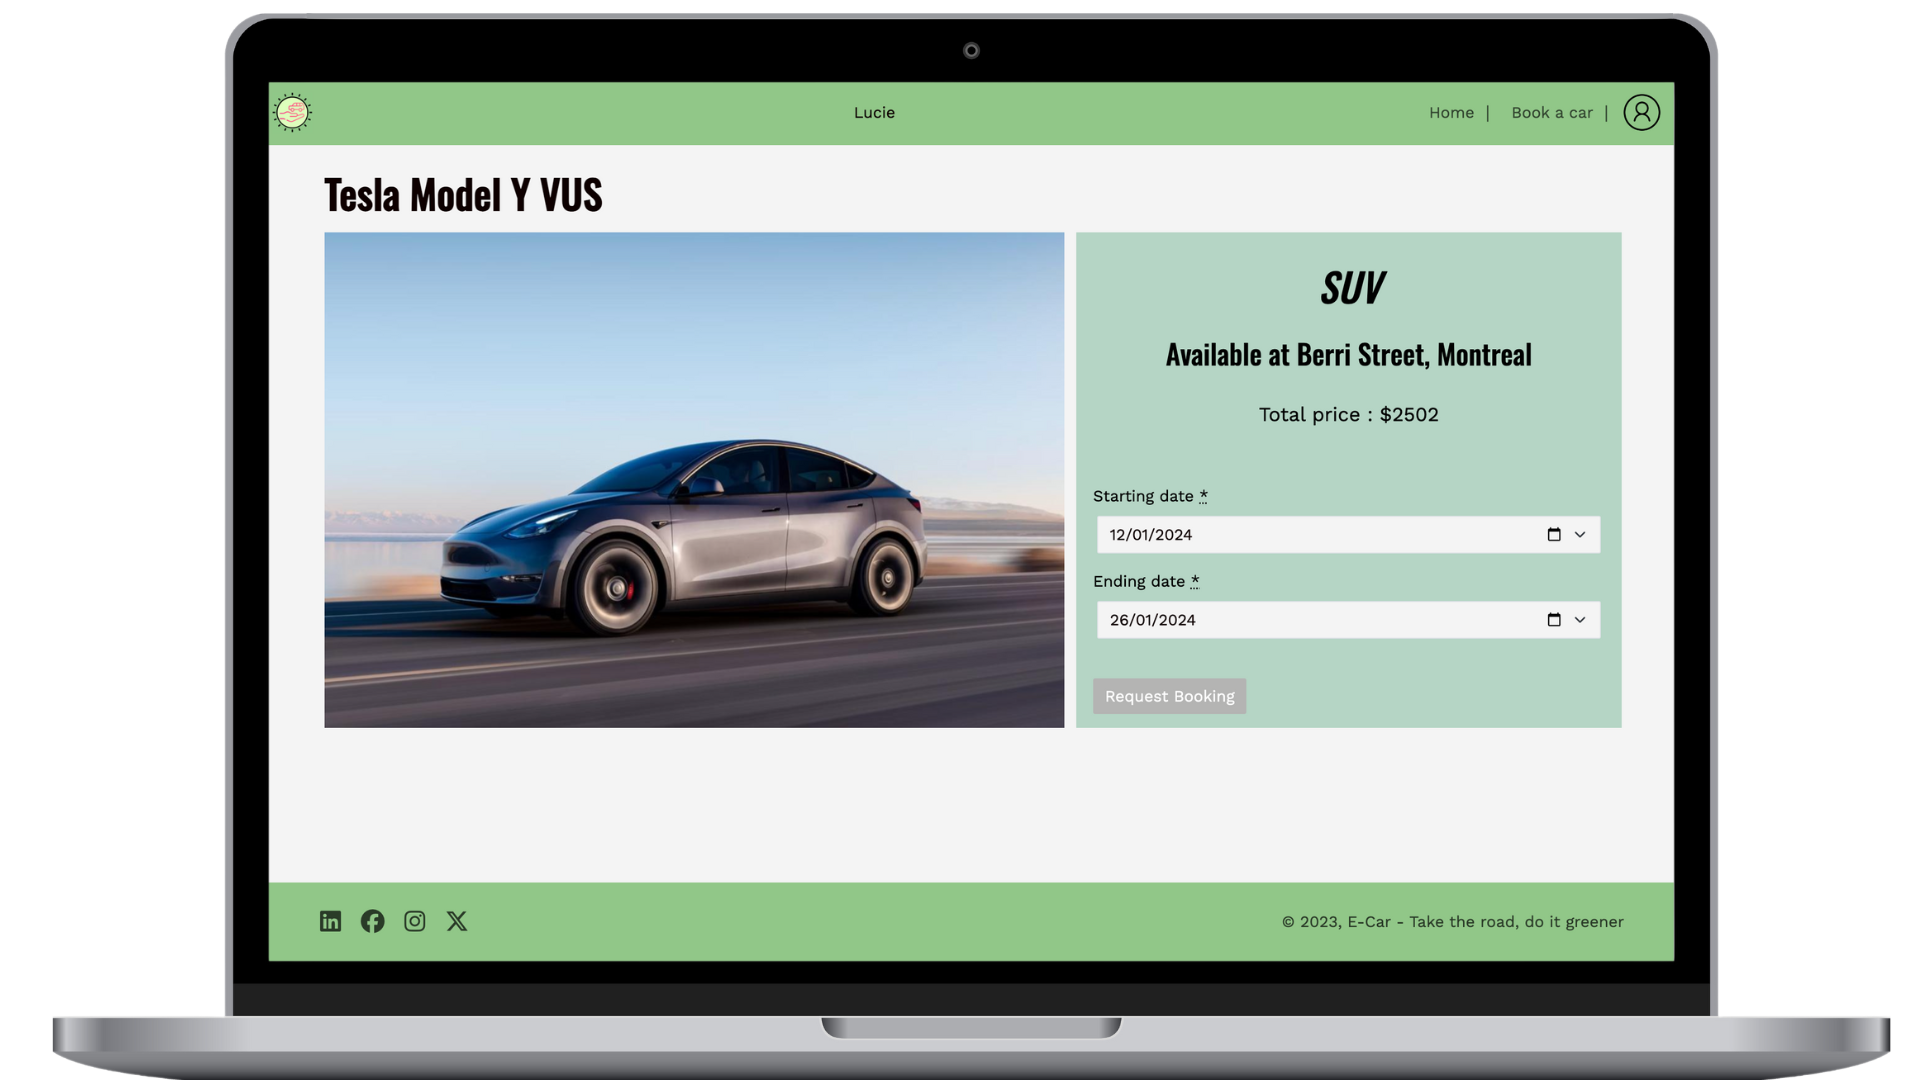 Lucie
Home | Book a car |
Tesla Model Y VUS
SUV
Available at Berri Street, Montreal
Total price : $2502
Starting date *
12/01/2024
Ending date *
26/01/2024
Request Booking
© 2023, E-Car - Take the road, do it greener